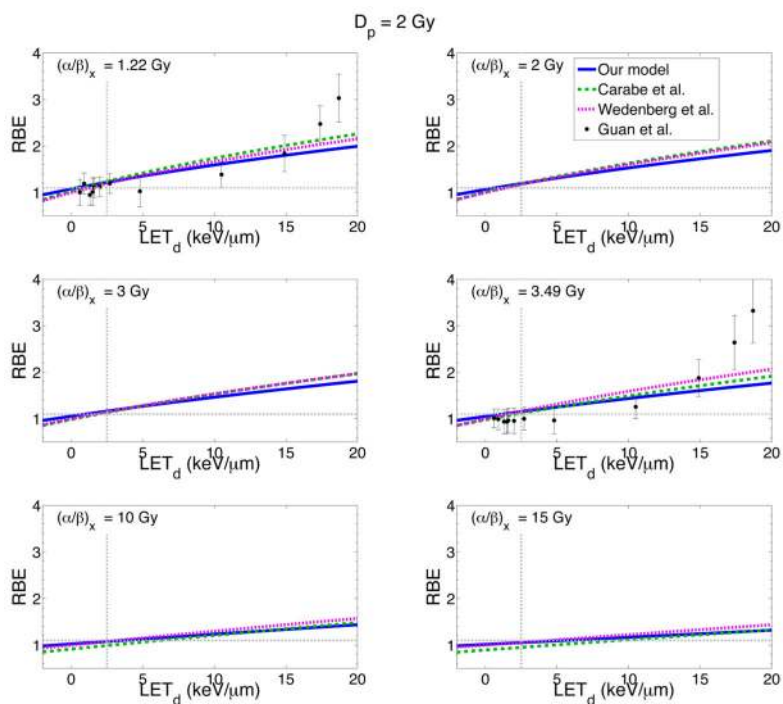 D_p = 2 Gy
(α/β)_x = 1.22 Gy
RBE
4
3
2
1
0 5 10 15 20
LET_d (keV/μm)
(α/β)_x = 2 Gy
Our model
Carabe et al.
Wedenberg et al.
Guan et al.
RBE
4
3
2
1
0 5 10 15 20
LET_d (keV/μm)
(α/β)_x = 3 Gy
RBE
4
3
2
1
0 5 10 15 20
LET_d (keV/μm)
(α/β)_x = 3.49 Gy
RBE
4
3
2
1
0 5 10 15 20
LET_d (keV/μm)
(α/β)_x = 10 Gy
RBE
4
3
2
1
0 5 10 15 20
LET_d (keV/μm)
(α/β)_x = 15 Gy
RBE
4
3
2
1
0 5 10 15 20
LET_d (keV/μm)